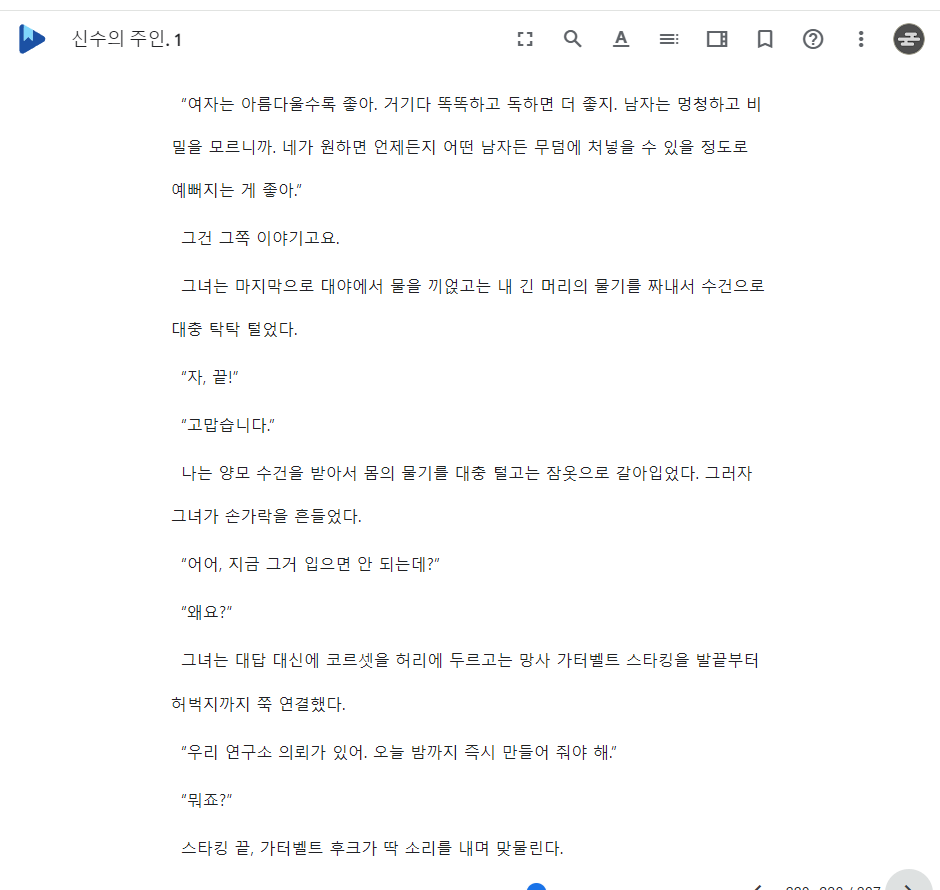 신수의 주인. 1
“여자는 아름다울수록 좋아. 거기다 똑똑하고 독하면 더 좋지. 남자는 멍청하고 비
밀을 모르니까. 네가 원하면 언제든지 어떤 남자든 무덤에 처넣을 수 있을 정도로
예뻐지는 게 좋아.”
그건 그쪽 이야기고요.
그녀는 마지막으로 대야에서 물을 끼얹고는 내 긴 머리의 물기를 짜내서 수건으로
대충 탁탁 털었다.
“자, 끝!”
“고맙습니다.”
나는 양모 수건을 받아서 몸의 물기를 대충 털고는 잠옷으로 갈아입었다. 그러자
그녀가 손가락을 흔들었다.
“어어, 지금 그거 입으면 안 되는데?”
“왜요?”
그녀는 대답 대신에 코르셋을 허리에 두르고는 망사 가터벨트 스타킹을 발끝부터
허벅지까지 쭉 연결했다.
“우리 연구소 의뢰가 있어. 오늘 밤까지 즉시 만들어 줘야 해.”
“뭐죠?”
스타킹 끝, 가터벨트 후크가 딱 소리를 내며 맞물린다.